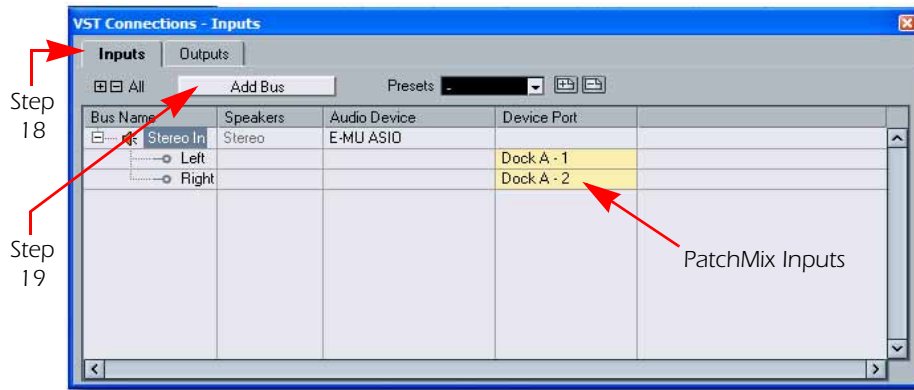 VST Connections - Inputs
Inputs Outputs
All Add Bus Presets -
Step 18
Bus Name Speakers Audio Device Device Port
Stereo In Stereo E-MU ASIO
Left Dock A - 1
Right Dock A - 2
Step 19
PatchMix Inputs